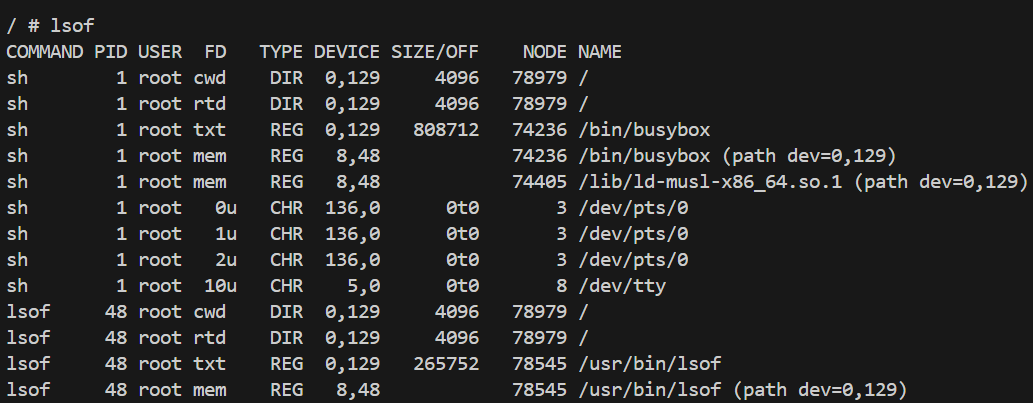 / # lsof
COMMAND PID USER FD TYPE DEVICE SIZE/OFF NODE NAME
sh 1 root cwd DIR 0,129 4096 78979 /
sh 1 root rtd DIR 0,129 4096 78979 /
sh 1 root txt REG 0,129 808712 74236 /bin/busybox
sh 1 root mem REG 8,48 74236 /bin/busybox (path dev=0,129)
sh 1 root mem REG 8,48 74405 /lib/ld-musl-x86_64.so.1 (path dev=0,129)
sh 1 root 0u CHR 136,0 0t0 3 /dev/pts/0
sh 1 root 1u CHR 136,0 0t0 3 /dev/pts/0
sh 1 root 2u CHR 136,0 0t0 3 /dev/pts/0
sh 1 root 10u CHR 5,0 0t0 8 /dev/tty
lsof 48 root cwd DIR 0,129 4096 78979 /
lsof 48 root rtd DIR 0,129 4096 78979 /
lsof 48 root txt REG 0,129 265752 78545 /usr/bin/lsof
lsof 48 root mem REG 8,48 78545 /usr/bin/lsof (path dev=0,129)